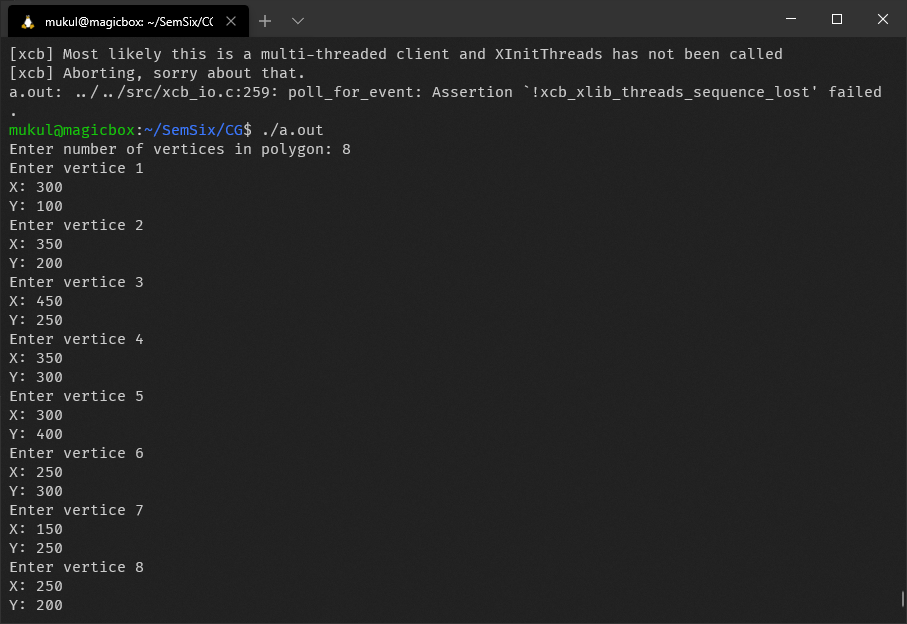 mukul@magicbox: ~/SemSix/CG
[xcb] Most likely this is a multi-threaded client and XInitThreads has not been called
[xcb] Aborting, sorry about that.
a.out: ../../src/xcb_io.c:259: poll_for_event: Assertion `!xcb_xlib_threads_sequence_lost' failed
.
mukul@magicbox:~/SemSix/CG$ ./a.out
Enter number of vertices in polygon: 8
Enter vertice 1
X: 300
Y: 100
Enter vertice 2
X: 350
Y: 200
Enter vertice 3
X: 450
Y: 250
Enter vertice 4
X: 350
Y: 300
Enter vertice 5
X: 300
Y: 400
Enter vertice 6
X: 250
Y: 300
Enter vertice 7
X: 150
Y: 250
Enter vertice 8
X: 250
Y: 200